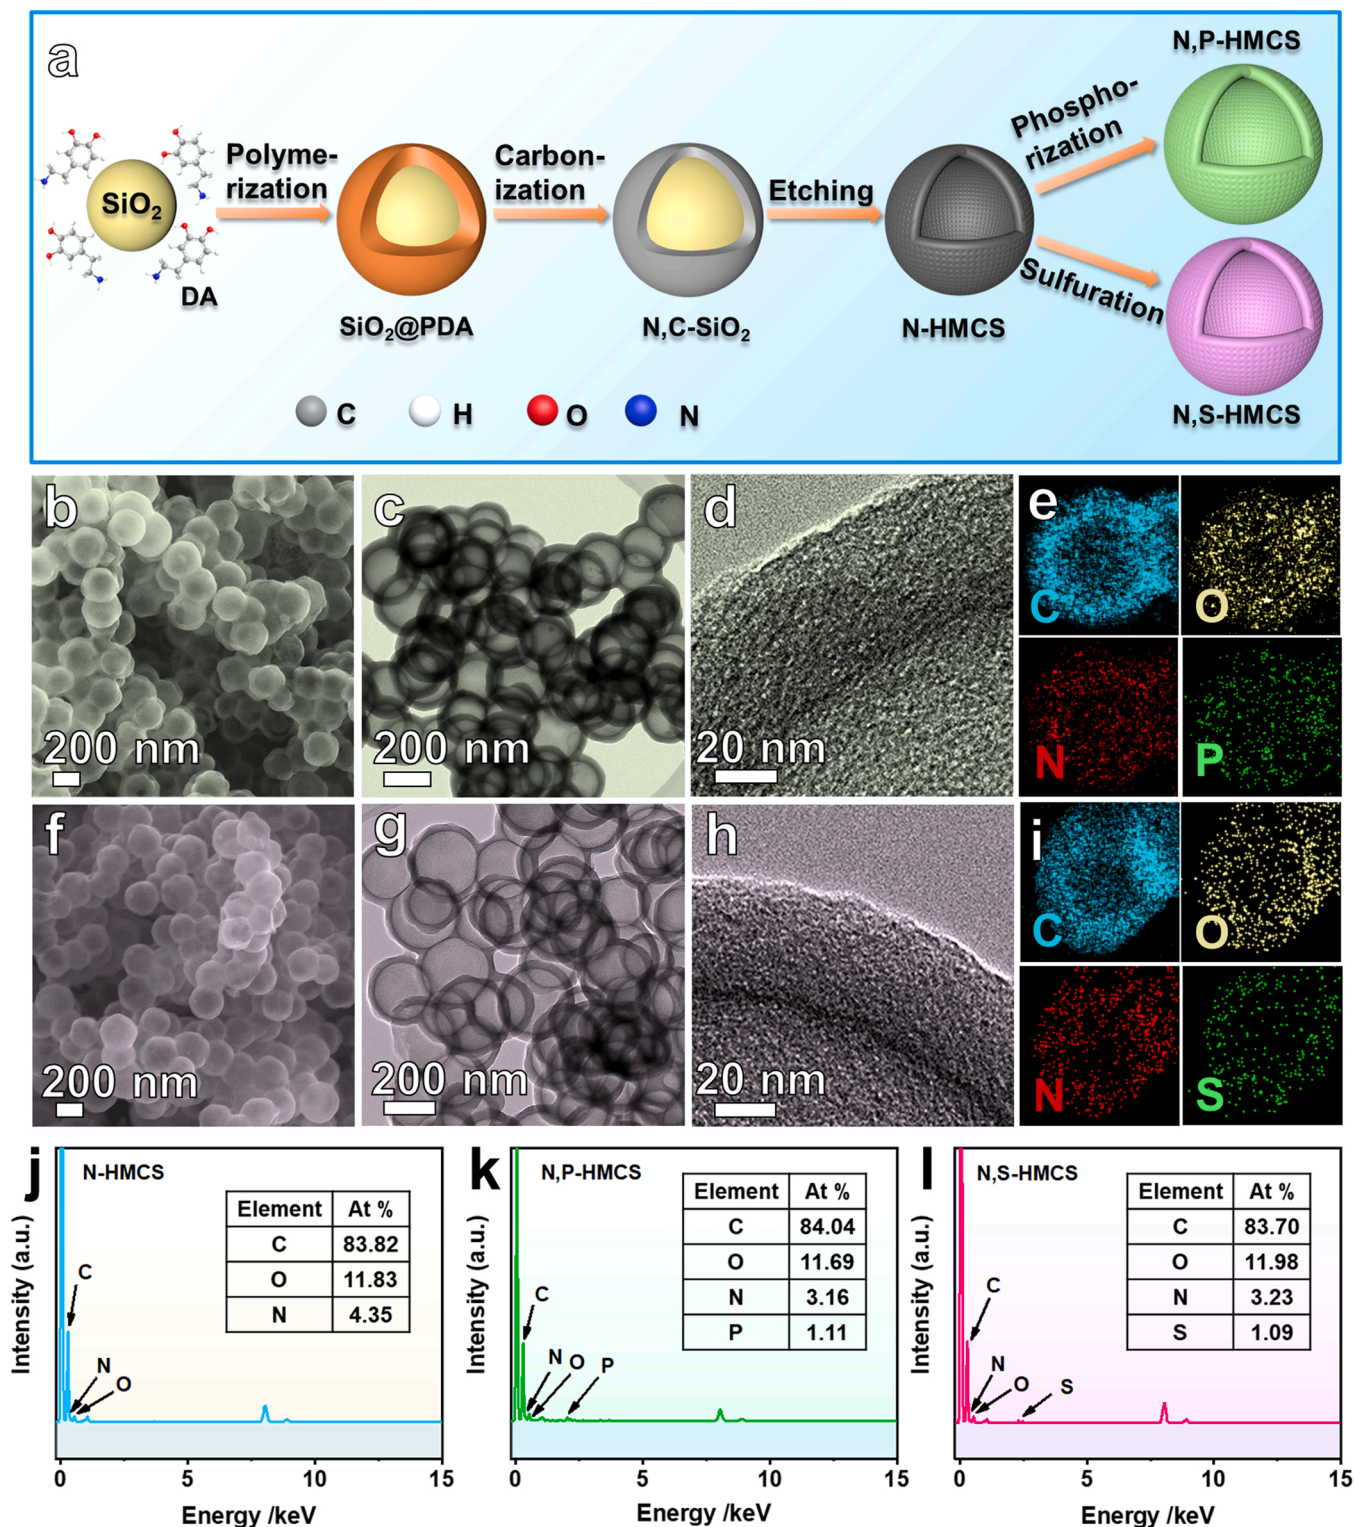 a
N,P-HMCS
Phospho-
rization
Polyme-
rization
Carbon-
ization
Etching
SiO2
DA
Sulfuration
SiO2@PDA
N,C-SiO2
N-HMCS
N,S-HMCS
C H O N
b
200 nm
c
200 nm
d
20 nm
e
C
O
N
P
f
200 nm
g
200 nm
h
20 nm
i
C
O
N
S
j
N-HMCS
Element At %
C 83.82
O 11.83
N 4.35
C
N
O
Intensity (a.u.)
0 5 10 15
Energy /keV
k
N,P-HMCS
Element At %
C 84.04
O 11.69
N 3.16
P 1.11
C
N O P
Intensity (a.u.)
0 5 10 15
Energy /keV
l
N,S-HMCS
Element At %
C 83.70
O 11.98
N 3.23
S 1.09
C
N
O
S
Intensity (a.u.)
0 5 10 15
Energy /keV